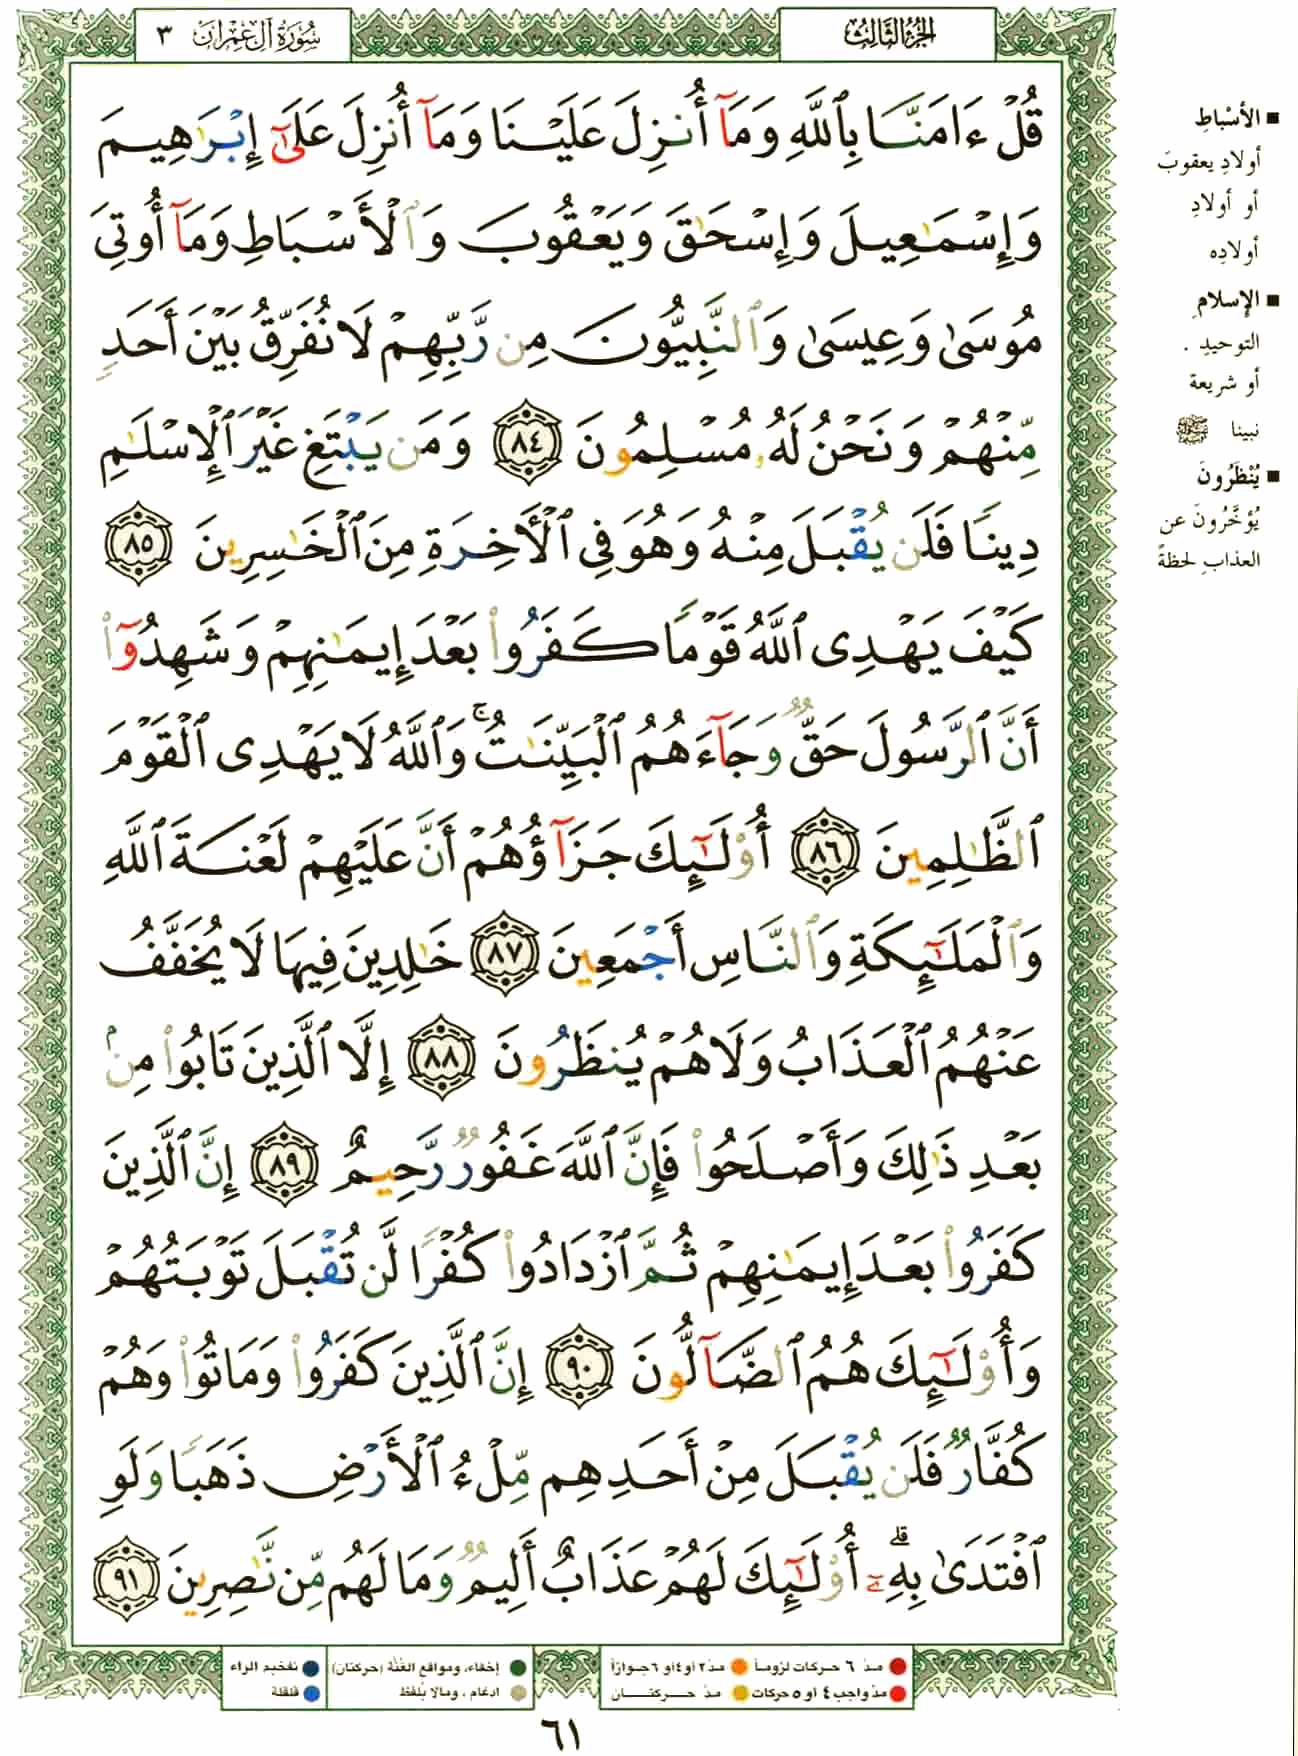 الجزء الثالث
سورة آل عمران ٣
قُلْ ءَامَنَّا بِٱللَّهِ وَمَآ أُنزِلَ عَلَيْنَا وَمَآ أُنزِلَ عَلَىٰٓ إِبْرَٰهِيمَ
وَإِسْمَٰعِيلَ وَإِسْحَٰقَ وَيَعْقُوبَ وَٱلْأَسْبَاطِ وَمَآ أُوتِىَ
مُوسَىٰ وَعِيسَىٰ وَٱلنَّبِيُّونَ مِن رَّبِّهِمْ لَا نُفَرِّقُ بَيْنَ أَحَدٍ
مِّنْهُمْ وَنَحْنُ لَهُۥ مُسْلِمُونَ ٨٤ وَمَن يَبْتَغِ غَيْرَ ٱلْإِسْلَٰمِ
دِينًا فَلَن يُقْبَلَ مِنْهُ وَهُوَ فِى ٱلْأَخِرَةِ مِنَ ٱلْخَٰسِرِينَ ٨٥
كَيْفَ يَهْدِى ٱللَّهُ قَوْمًا كَفَرُوا۟ بَعْدَ إِيمَٰنِهِمْ وَشَهِدُوٓا۟
أَنَّ ٱلرَّسُولَ حَقٌّ وَجَآءَهُمُ ٱلْبَيِّنَٰتُ ۚ وَٱللَّهُ لَا يَهْدِى ٱلْقَوْمَ
ٱلظَّٰلِمِينَ ٨٦ أُو۟لَٰٓئِكَ جَزَآؤُهُمْ أَنَّ عَلَيْهِمْ لَعْنَةَ ٱللَّهِ
وَٱلْمَلَٰٓئِكَةِ وَٱلنَّاسِ أَجْمَعِينَ ٨٧ خَٰلِدِينَ فِيهَا لَا يُخَفَّفُ
عَنْهُمُ ٱلْعَذَابُ وَلَا هُمْ يُنظَرُونَ ٨٨ إِلَّا ٱلَّذِينَ تَابُوا۟ مِنۢ
بَعْدِ ذَٰلِكَ وَأَصْلَحُوا۟ فَإِنَّ ٱللَّهَ غَفُورٌ رَّحِيمٌ ٨٩ إِنَّ ٱلَّذِينَ
كَفَرُوا۟ بَعْدَ إِيمَٰنِهِمْ ثُمَّ ٱزْدَادُوا۟ كُفْرًا لَّن تُقْبَلَ تَوْبَتُهُمْ
وَأُو۟لَٰٓئِكَ هُمُ ٱلضَّآلُّونَ ٩٠ إِنَّ ٱلَّذِينَ كَفَرُوا۟ وَمَاتُوا۟ وَهُمْ
كُفَّارٌ فَلَن يُقْبَلَ مِنْ أَحَدِهِم مِّلْءُ ٱلْأَرْضِ ذَهَبًا وَلَوِ
ٱفْتَدَىٰ بِهِۦٓ ۗ أُو۟لَٰٓئِكَ لَهُمْ عَذَابٌ أَلِيمٌ وَمَا لَهُم مِّن نَّٰصِرِينَ ٩١
■ الأسْباطِ
أولادِ يعقوبَ
أو أولادِ
أولادِه
■ الإسلامِ
التوحيدِ .
أو شريعة
نبينا ﷺ
■ يُنْظَرُونَ
يُؤخَّرُونَ عن
العذابِ لحظةً
مدّ ٦ حركات لزوماً مدّ ٢ أو ٤ أو ٦ جوازاً
مدّ واجب ٤ أو ٥ حركات مدّ حركتان
إخفاء، ومواقع الغُنَّة (حركتان) تفخيم الراء
ادغام ، ومالا يُلفَظ قلقلة
٦١